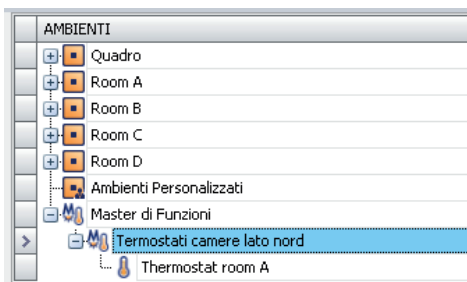 AMBIENTI
Quadro
Room A
Room B
Room C
Room D
Ambienti Personalizzati
Master di Funzioni
Termostati camere lato nord
Thermostat room A